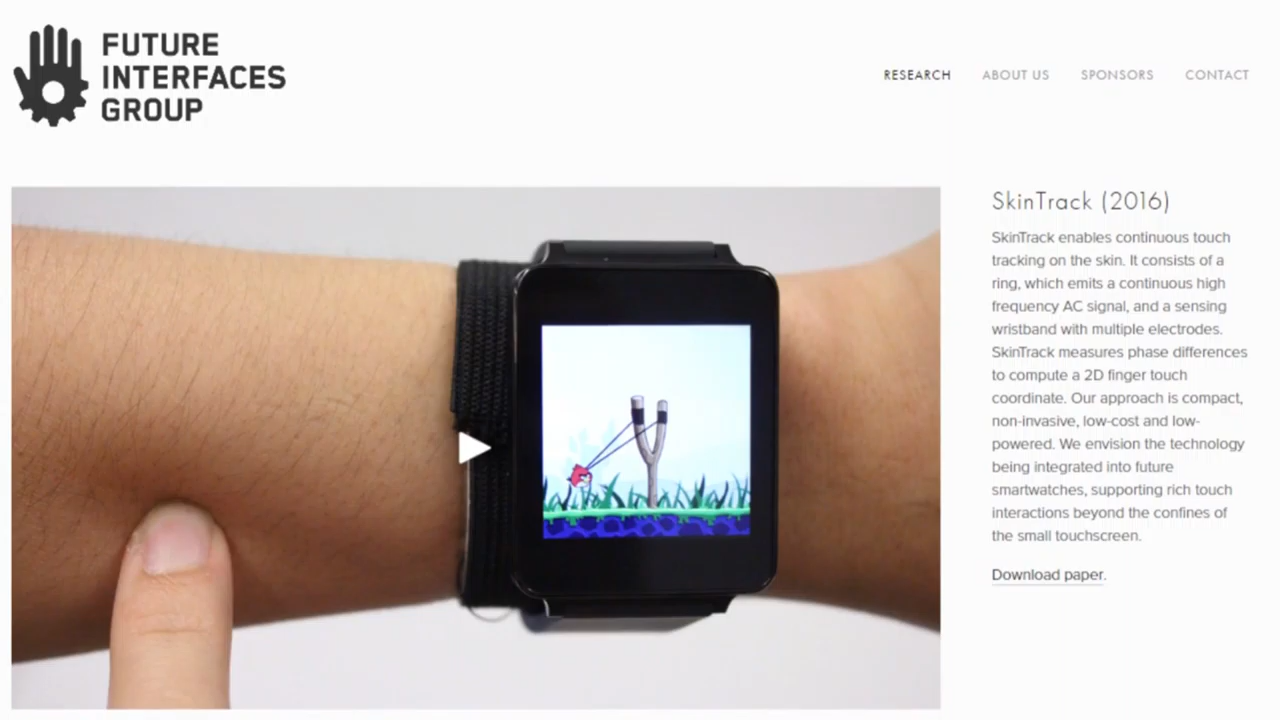 FUTURE
INTERFACES
GROUP
RESEARCH ABOUT US SPONSORS CONTACT
SkinTrack (2016)
SkinTrack enables continuous touch
tracking on the skin. It consists of a
ring, which emits a continuous high
frequency AC signal, and a sensing
wristband with multiple electrodes.
SkinTrack measures phase differences
to compute a 2D finger touch
coordinate. Our approach is compact,
non-invasive, low-cost and low-
powered. We envision the technology
being integrated into future
smartwatches, supporting rich touch
interactions beyond the confines of
the small touchscreen.
Download paper.